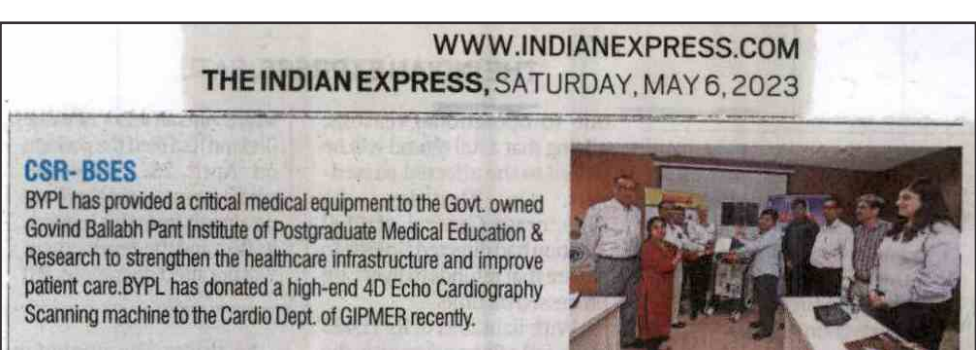 WWW.INDIANEXPRESS.COM
THE INDIAN EXPRESS, SATURDAY, MAY 6, 2023
CSR- BSES
BYPL has provided a critical medical equipment to the Govt. owned
Govind Ballabh Pant Institute of Postgraduate Medical Education &
Research to strengthen the healthcare infrastructure and improve
patient care.BYPL has donated a high-end 4D Echo Cardiography
Scanning machine to the Cardio Dept. of GIPMER recently.